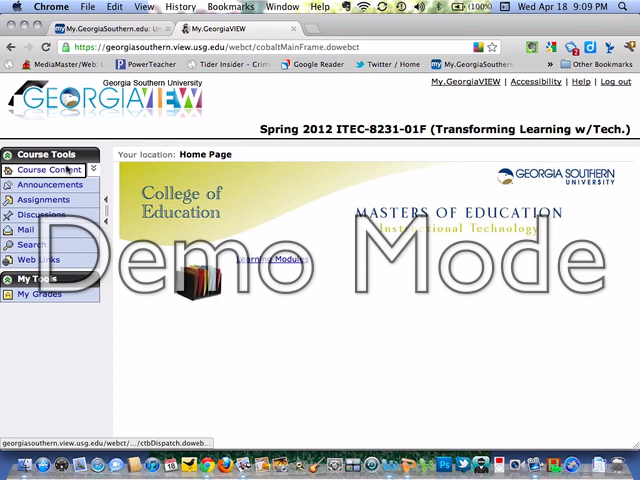 Chrome File Edit View History Bookmarks Window Help (100%) Wed Apr 18 9:09 PM
My.GeorgiaSouthern.edu: Un
My.GeorgiaVIEW
https://georgiasouthern.view.usg.edu/webct/cobaltMainFrame.dowebct
MediaMaster/Web: PowerTeacher Tider Insider - Crims Google Reader Twitter / Home My.GeorgiaSouthern Other Bookmarks
My.GeorgiaVIEW | Accessibility | Help | Log out
Georgia Southern University
GEORGIAVIEW
Spring 2012 ITEC-8231-01F (Transforming Learning w/Tech.)
Course Tools
Your location: Home Page
Course Content
Announcements
Assignments
Discussions
Mail
Search
Web Links
My Tools
My Grades
College of
Education
GEORGIA SOUTHERN
UNIVERSITY
MASTERS OF EDUCATION
Instructional Technology
Learning Modules
Demo Mode
georgiasouthern.view.usg.edu/webct/.../ctbDispatch.doweb...